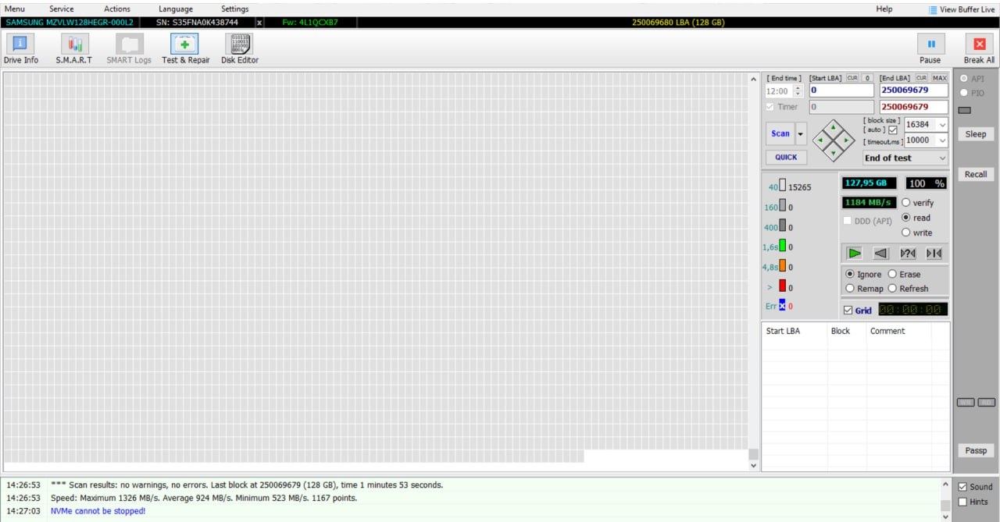 Menu Service Actions Language Settings Help View Buffer Live
SAMSUNG MZVLW128HEGR-000L2 SN: S35FNA0K438744 x Fw: 4L1QCXB7 250069680 LBA (128 GB)
Drive Info S.M.A.R.T SMART Logs Test & Repair Disk Editor Pause Break All
[ End time ] [Start LBA] CUR 0 [End LBA] CUR MAX
12:00 0 250069679
Timer 0 250069679
Scan [ block size ] 16384
[ auto ]
[ timeout,ms ] 10000
QUICK End of test
API
PIO
Sleep
Recall
40 15265 127,95 GB 100 %
160 0 1184 MB/s verify
400 0 DDD (API) read
write
1,6s 0
4,8s 0 Ignore Erase
> 0 Remap Refresh
Err x 0 Grid 00:00:00
Start LBA Block Comment
Passp
14:26:53 *** Scan results: no warnings, no errors. Last block at 250069679 (128 GB), time 1 minutes 53 seconds.
14:26:53 Speed: Maximum 1326 MB/s. Average 924 MB/s. Minimum 523 MB/s. 1167 points.
14:27:03 NVMe cannot be stopped!
Sound
Hints